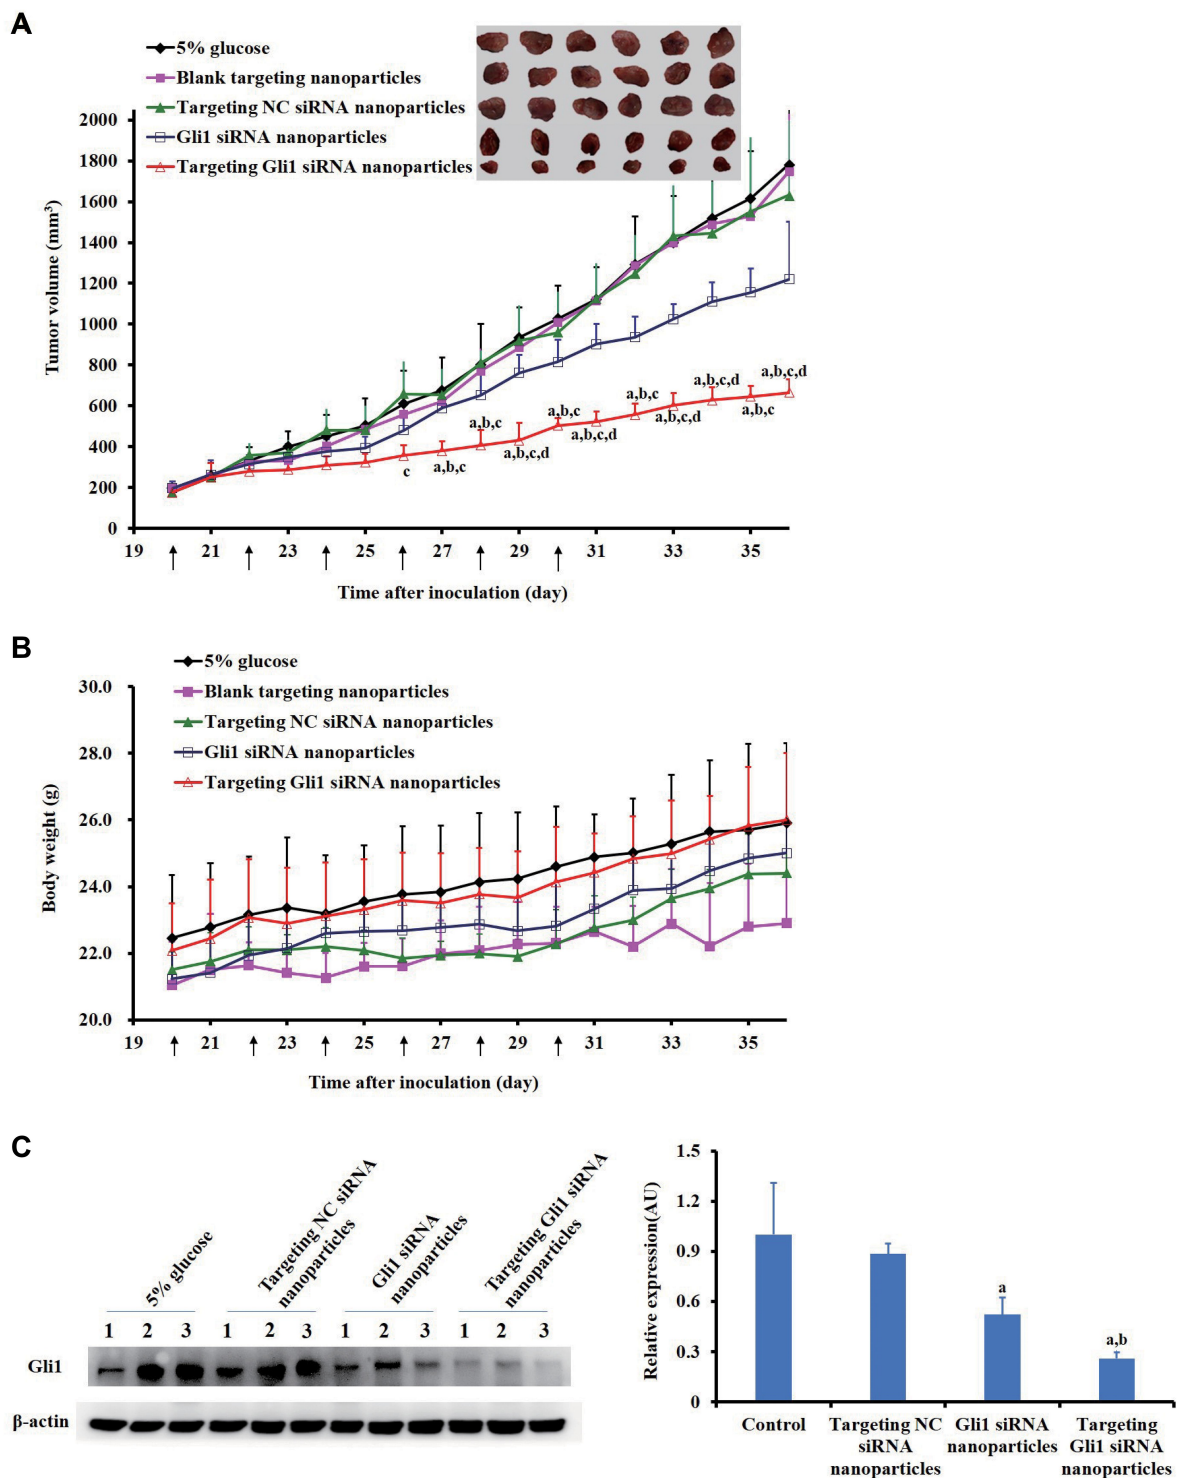 A
5% glucose
Blank targeting nanoparticles
Targeting NC siRNA nanoparticles
Gli1 siRNA nanoparticles
Targeting Gli1 siRNA nanoparticles
Tumor volume (mm³)
2000
1800
1600
1400
1200
1000
800
600
400
200
0
c
a,b,c
a,b,c
a,b,c,d
a,b,c
a,b,c,d
a,b,c
a,b,c,d
a,b,c,d
a,b,c
a,b,c,d
19 21 23 25 27 29 31 33 35
Time after inoculation (day)
B
5% glucose
Blank targeting nanoparticles
Targeting NC siRNA nanoparticles
Gli1 siRNA nanoparticles
Targeting Gli1 siRNA nanoparticles
Body weight (g)
30.0
28.0
26.0
24.0
22.0
20.0
19 21 23 25 27 29 31 33 35
Time after inoculation (day)
C
5% glucose
Targeting NC siRNA
nanoparticles
Gli1 siRNA
nanoparticles
Targeting Gli1 siRNA
nanoparticles
1 2 3 1 2 3 1 2 3 1 2 3
Gli1
β-actin
Relative expression(AU)
1.5
1.2
0.9
0.6
0.3
0
a
a,b
Control
Targeting NC
siRNA
nanoparticles
Gli1 siRNA
nanoparticles
Targeting
Gli1 siRNA
nanoparticles